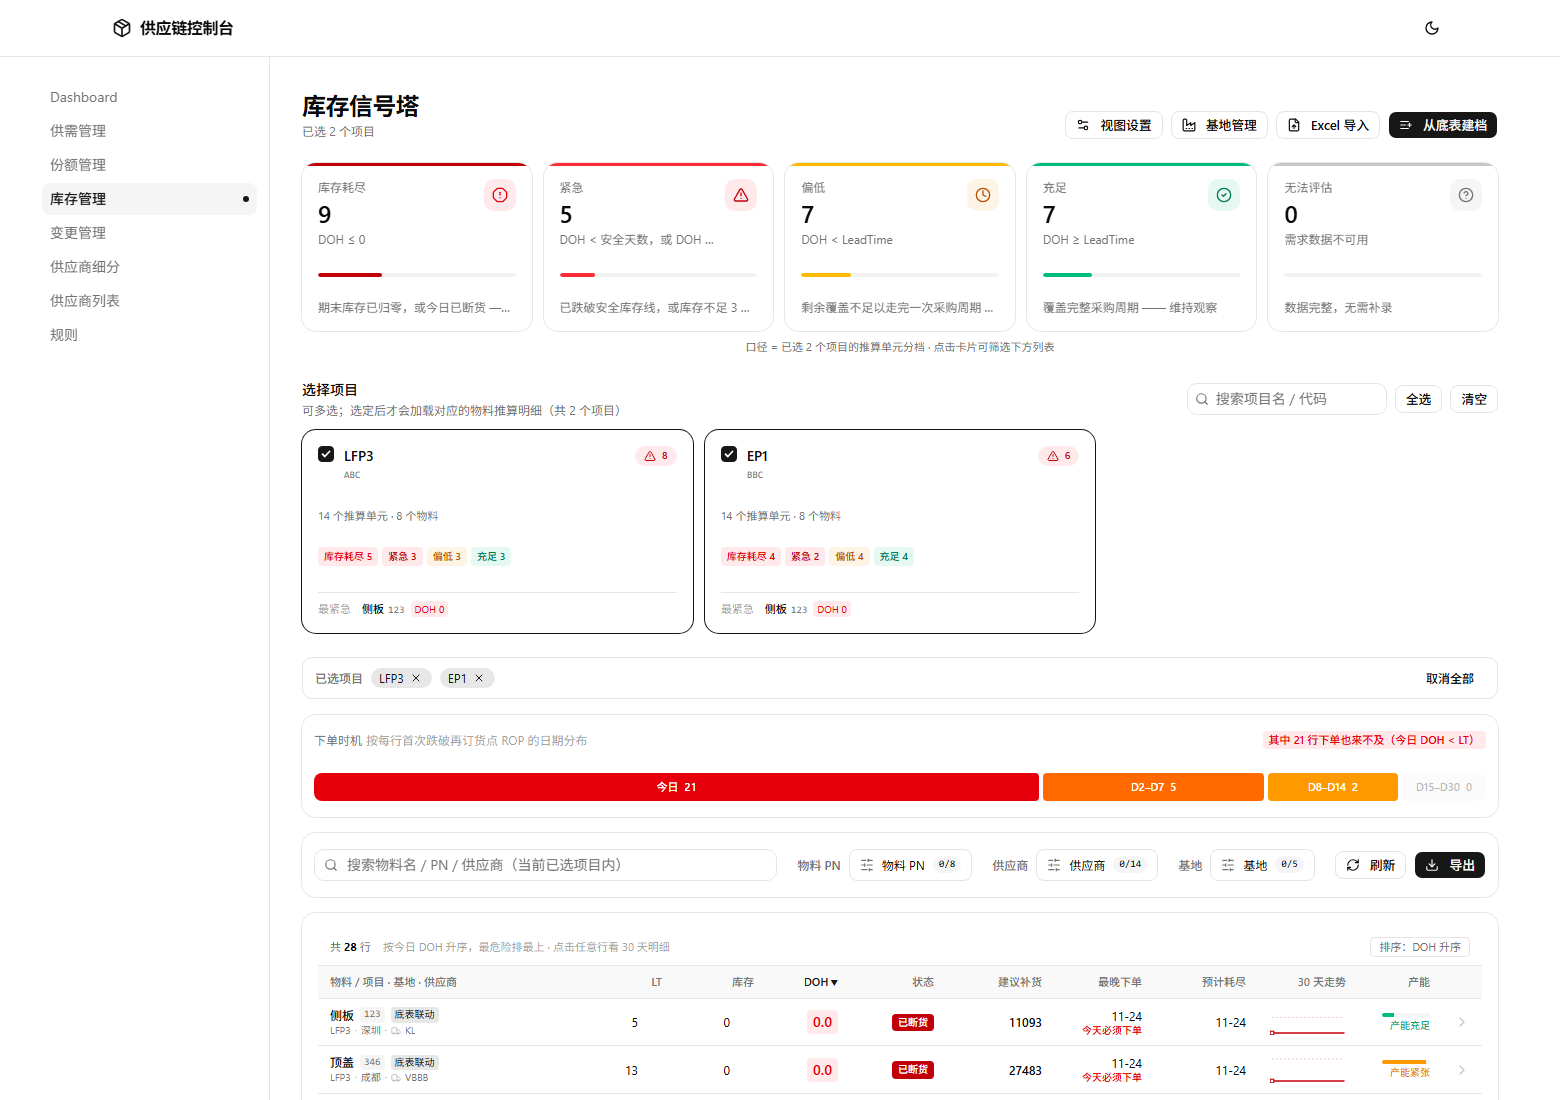 供应链控制台
Dashboard
供需管理
份额管理
库存管理
变更管理
供应商细分
供应商列表
规则
库存信号塔
已选 2 个项目
视图设置
基地管理
Excel 导入
从底表建档
库存耗尽
9
DOH ≤ 0
期末库存已归零，或今日已断货 —...
紧急
5
DOH < 安全天数，或 DOH ...
已跌破安全库存线，或库存不足 3 ...
偏低
7
DOH < LeadTime
剩余覆盖不足以走完一次采购周期 ...
充足
7
DOH ≥ LeadTime
覆盖完整采购周期 —— 维持观察
无法评估
0
需求数据不可用
数据完整，无需补录
口径 = 已选 2 个项目的推算单元分档 · 点击卡片可筛选下方列表
选择项目
可多选；选定后才会加载对应的物料推算明细（共 2 个项目）
搜索项目名 / 代码
全选
清空
LFP3
8
ABC
14 个推算单元 · 8 个物料
库存耗尽 5 紧急 3 偏低 3 充足 3
最紧急 侧板 123 DOH 0
EP1
6
BBC
14 个推算单元 · 8 个物料
库存耗尽 4 紧急 2 偏低 4 充足 4
最紧急 侧板 123 DOH 0
已选项目 LFP3 × EP1 ×
取消全部
下单时机 按每行首次跌破再订货点 ROP 的日期分布
其中 21 行下单也来不及（今日 DOH < LT）
今日 21
D2–D7 5
D8–D14 2
D15–D30 0
搜索物料名 / PN / 供应商（当前已选项目内）
物料 PN 物料 PN 0/8
供应商 供应商 0/14
基地 基地 0/5
刷新
导出
共 28 行 按今日 DOH 升序，最危险排最上 · 点击任意行看 30 天明细
排序：DOH 升序
物料 / 项目 · 基地 · 供应商 LT 库存 DOH▼ 状态 建议补货 最晚下单 预计耗尽 30 天走势 产能
侧板 123 底表联动
LFP3 · 深圳 · KL
5 0 0.0 已断货 11093 11-24 11-24
今天必须下单
产能充足
顶盖 346 底表联动
LFP3 · 成都 · VBBB
13 0 0.0 已断货 27483 11-24 11-24
今天必须下单
产能紧张